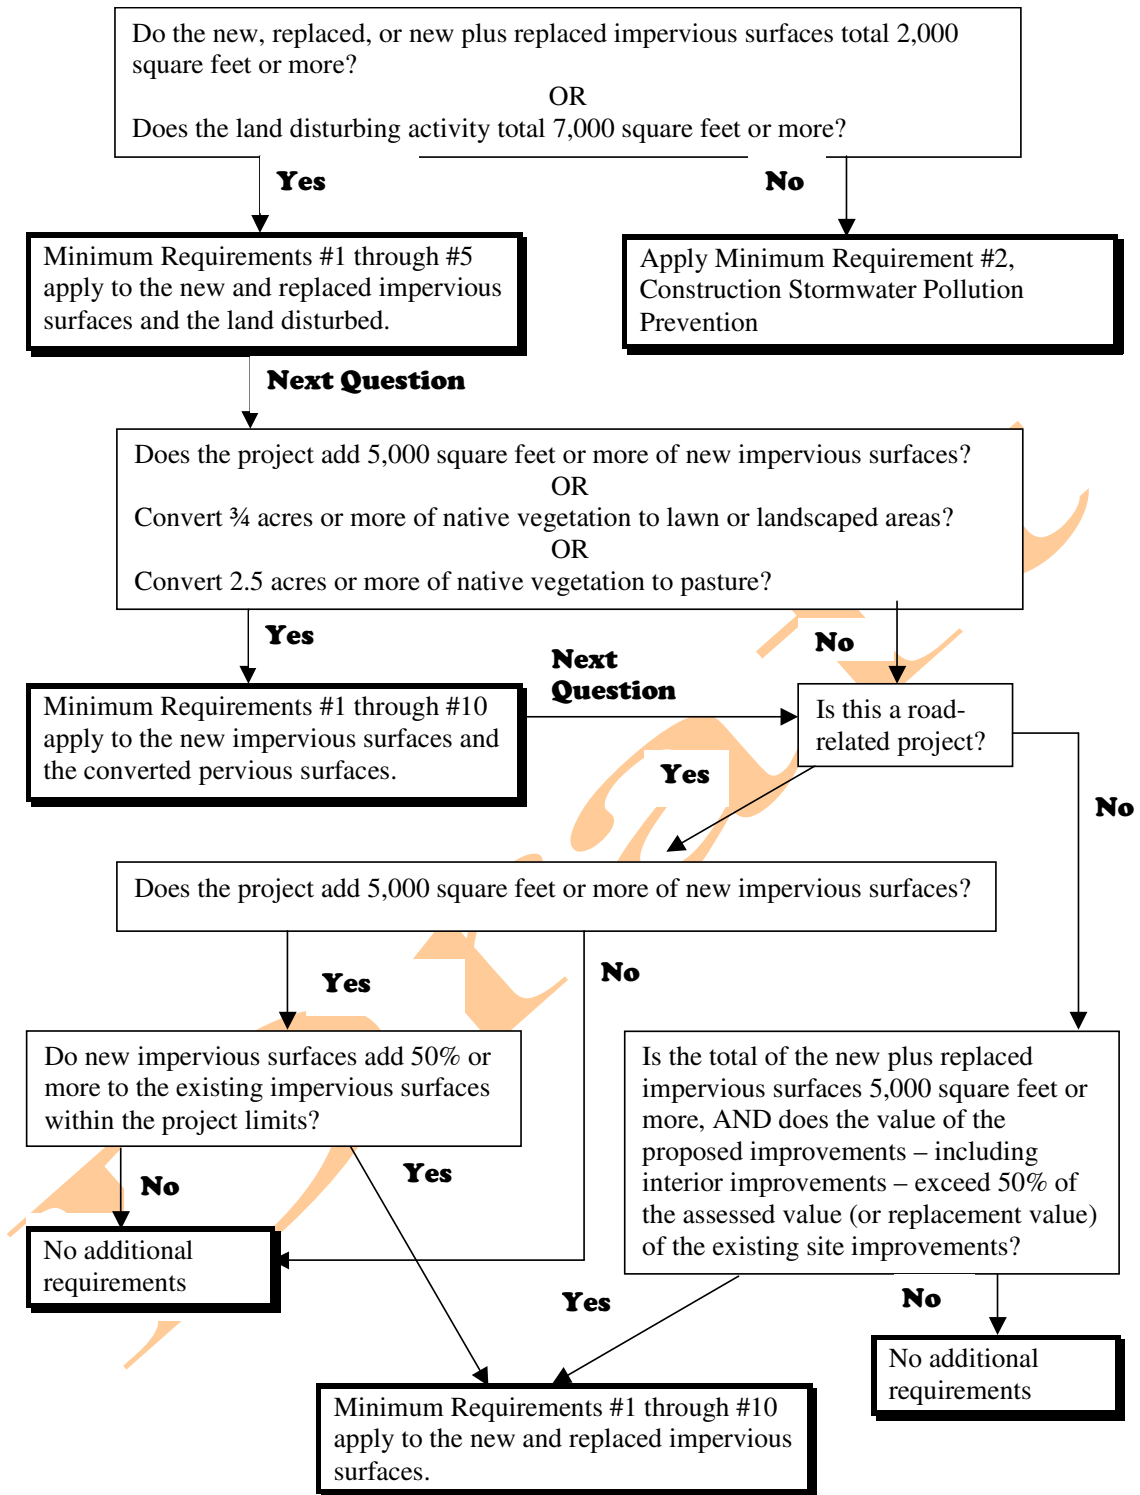 Do the new, replaced, or new plus replaced impervious surfaces total 2,000
square feet or more?
OR
Does the land disturbing activity total 7,000 square feet or more?
Yes
No
Minimum Requirements #1 through #5
apply to the new and replaced impervious
surfaces and the land disturbed.
Apply Minimum Requirement #2,
Construction Stormwater Pollution
Prevention
Next Question
Does the project add 5,000 square feet or more of new impervious surfaces?
OR
Convert ¾ acres or more of native vegetation to lawn or landscaped areas?
OR
Convert 2.5 acres or more of native vegetation to pasture?
Yes
No
Next
Question
Minimum Requirements #1 through #10
apply to the new impervious surfaces and
the converted pervious surfaces.
Is this a road-
related project?
Yes
No
Does the project add 5,000 square feet or more of new impervious surfaces?
Yes
No
Do new impervious surfaces add 50% or
more to the existing impervious surfaces
within the project limits?
Is the total of the new plus replaced
impervious surfaces 5,000 square feet or
more, AND does the value of the
proposed improvements – including
interior improvements – exceed 50% of
the assessed value (or replacement value)
of the existing site improvements?
No
Yes
No additional
requirements
Yes
No
No additional
requirements
Minimum Requirements #1 through #10
apply to the new and replaced impervious
surfaces.